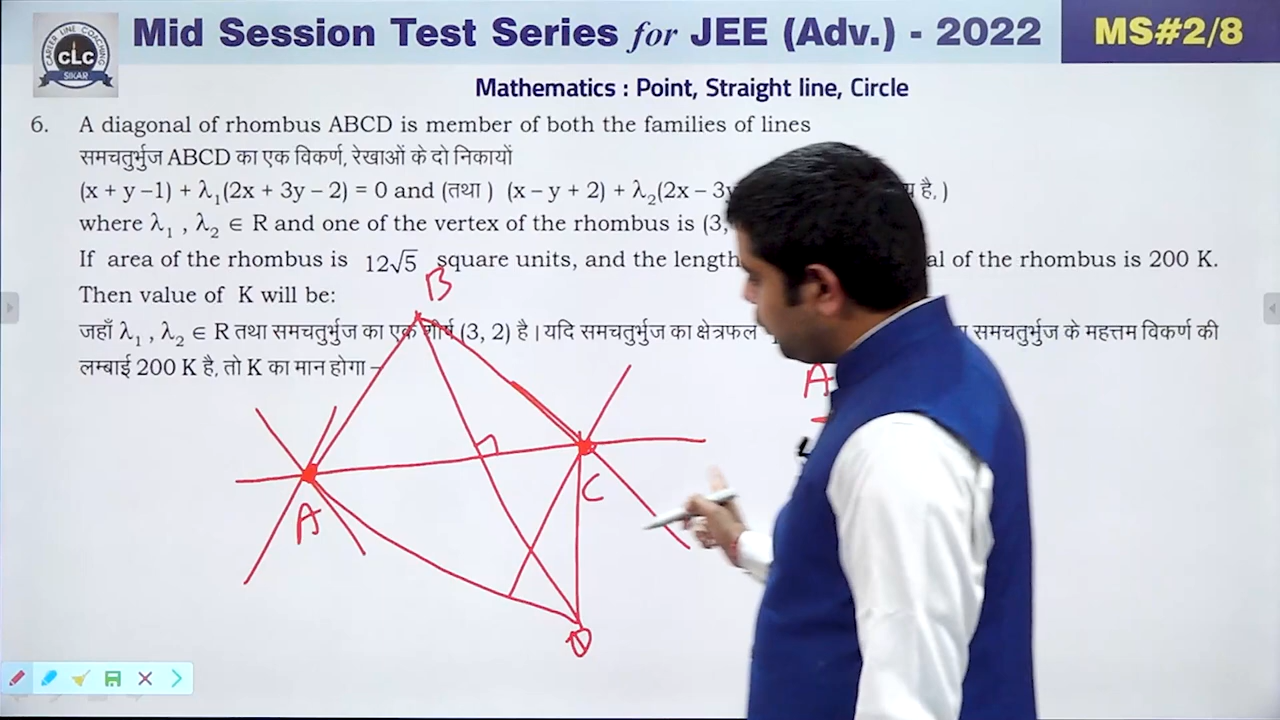 CAREER LINE COACHING
CLC
SIKAR
Mid Session Test Series for JEE (Adv.) - 2022
MS#2/8
Mathematics : Point, Straight line, Circle
6. A diagonal of rhombus ABCD is member of both the families of lines
समचतुर्भुज ABCD का एक विकर्ण, रेखाओं के दो निकायों
(x + y –1) + λ₁(2x + 3y – 2) = 0 and (तथा ) (x – y + 2) + λ₂(2x – 3y है, )
where λ₁ , λ₂ ∈ R and one of the vertex of the rhombus is (3,
If area of the rhombus is 12√5 square units, and the length of the rhombus is 200 K.
Then value of K will be:
जहाँ λ₁ , λ₂ ∈ R तथा समचतुर्भुज का एक शीर्ष (3, 2) है। यदि समचतुर्भुज का क्षेत्रफल समचतुर्भुज के महत्तम विकर्ण की
लम्बाई 200 K है, तो K का मान होगा –
B
A
A
C
D